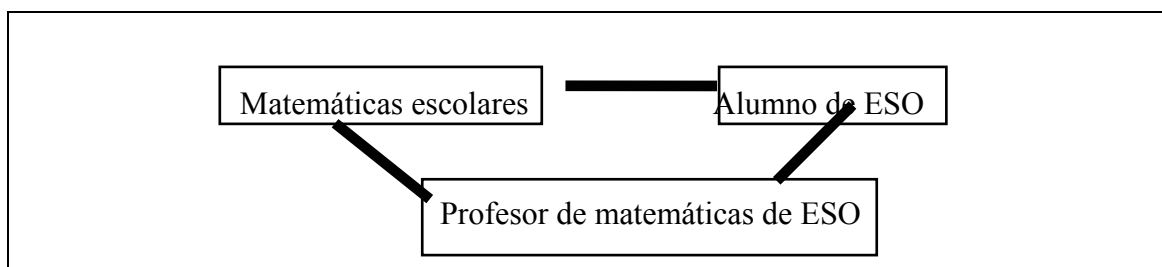 Matemáticas escolares
Alumno de ESO
Profesor de matemáticas de ESO